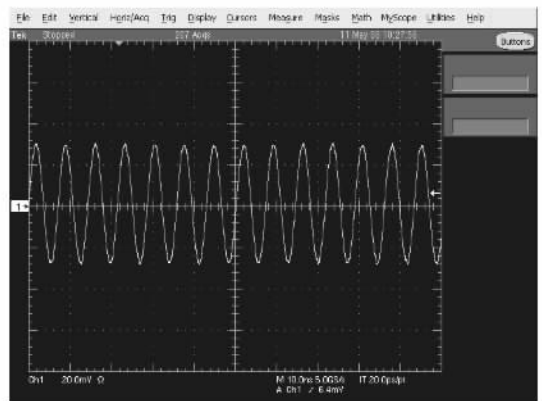 File Edit Vertical Horiz/Acq Trig Display Cursors Measure Masks Math MyScope Utilities Help
Tek Stopped 287 Acqs 11 May 10:27:56
Buttons
1
Ch1 20.0mV Ω M 10.0ns 5.0GS/s IT 20.0ps/pt
A Ch1 6.4mV